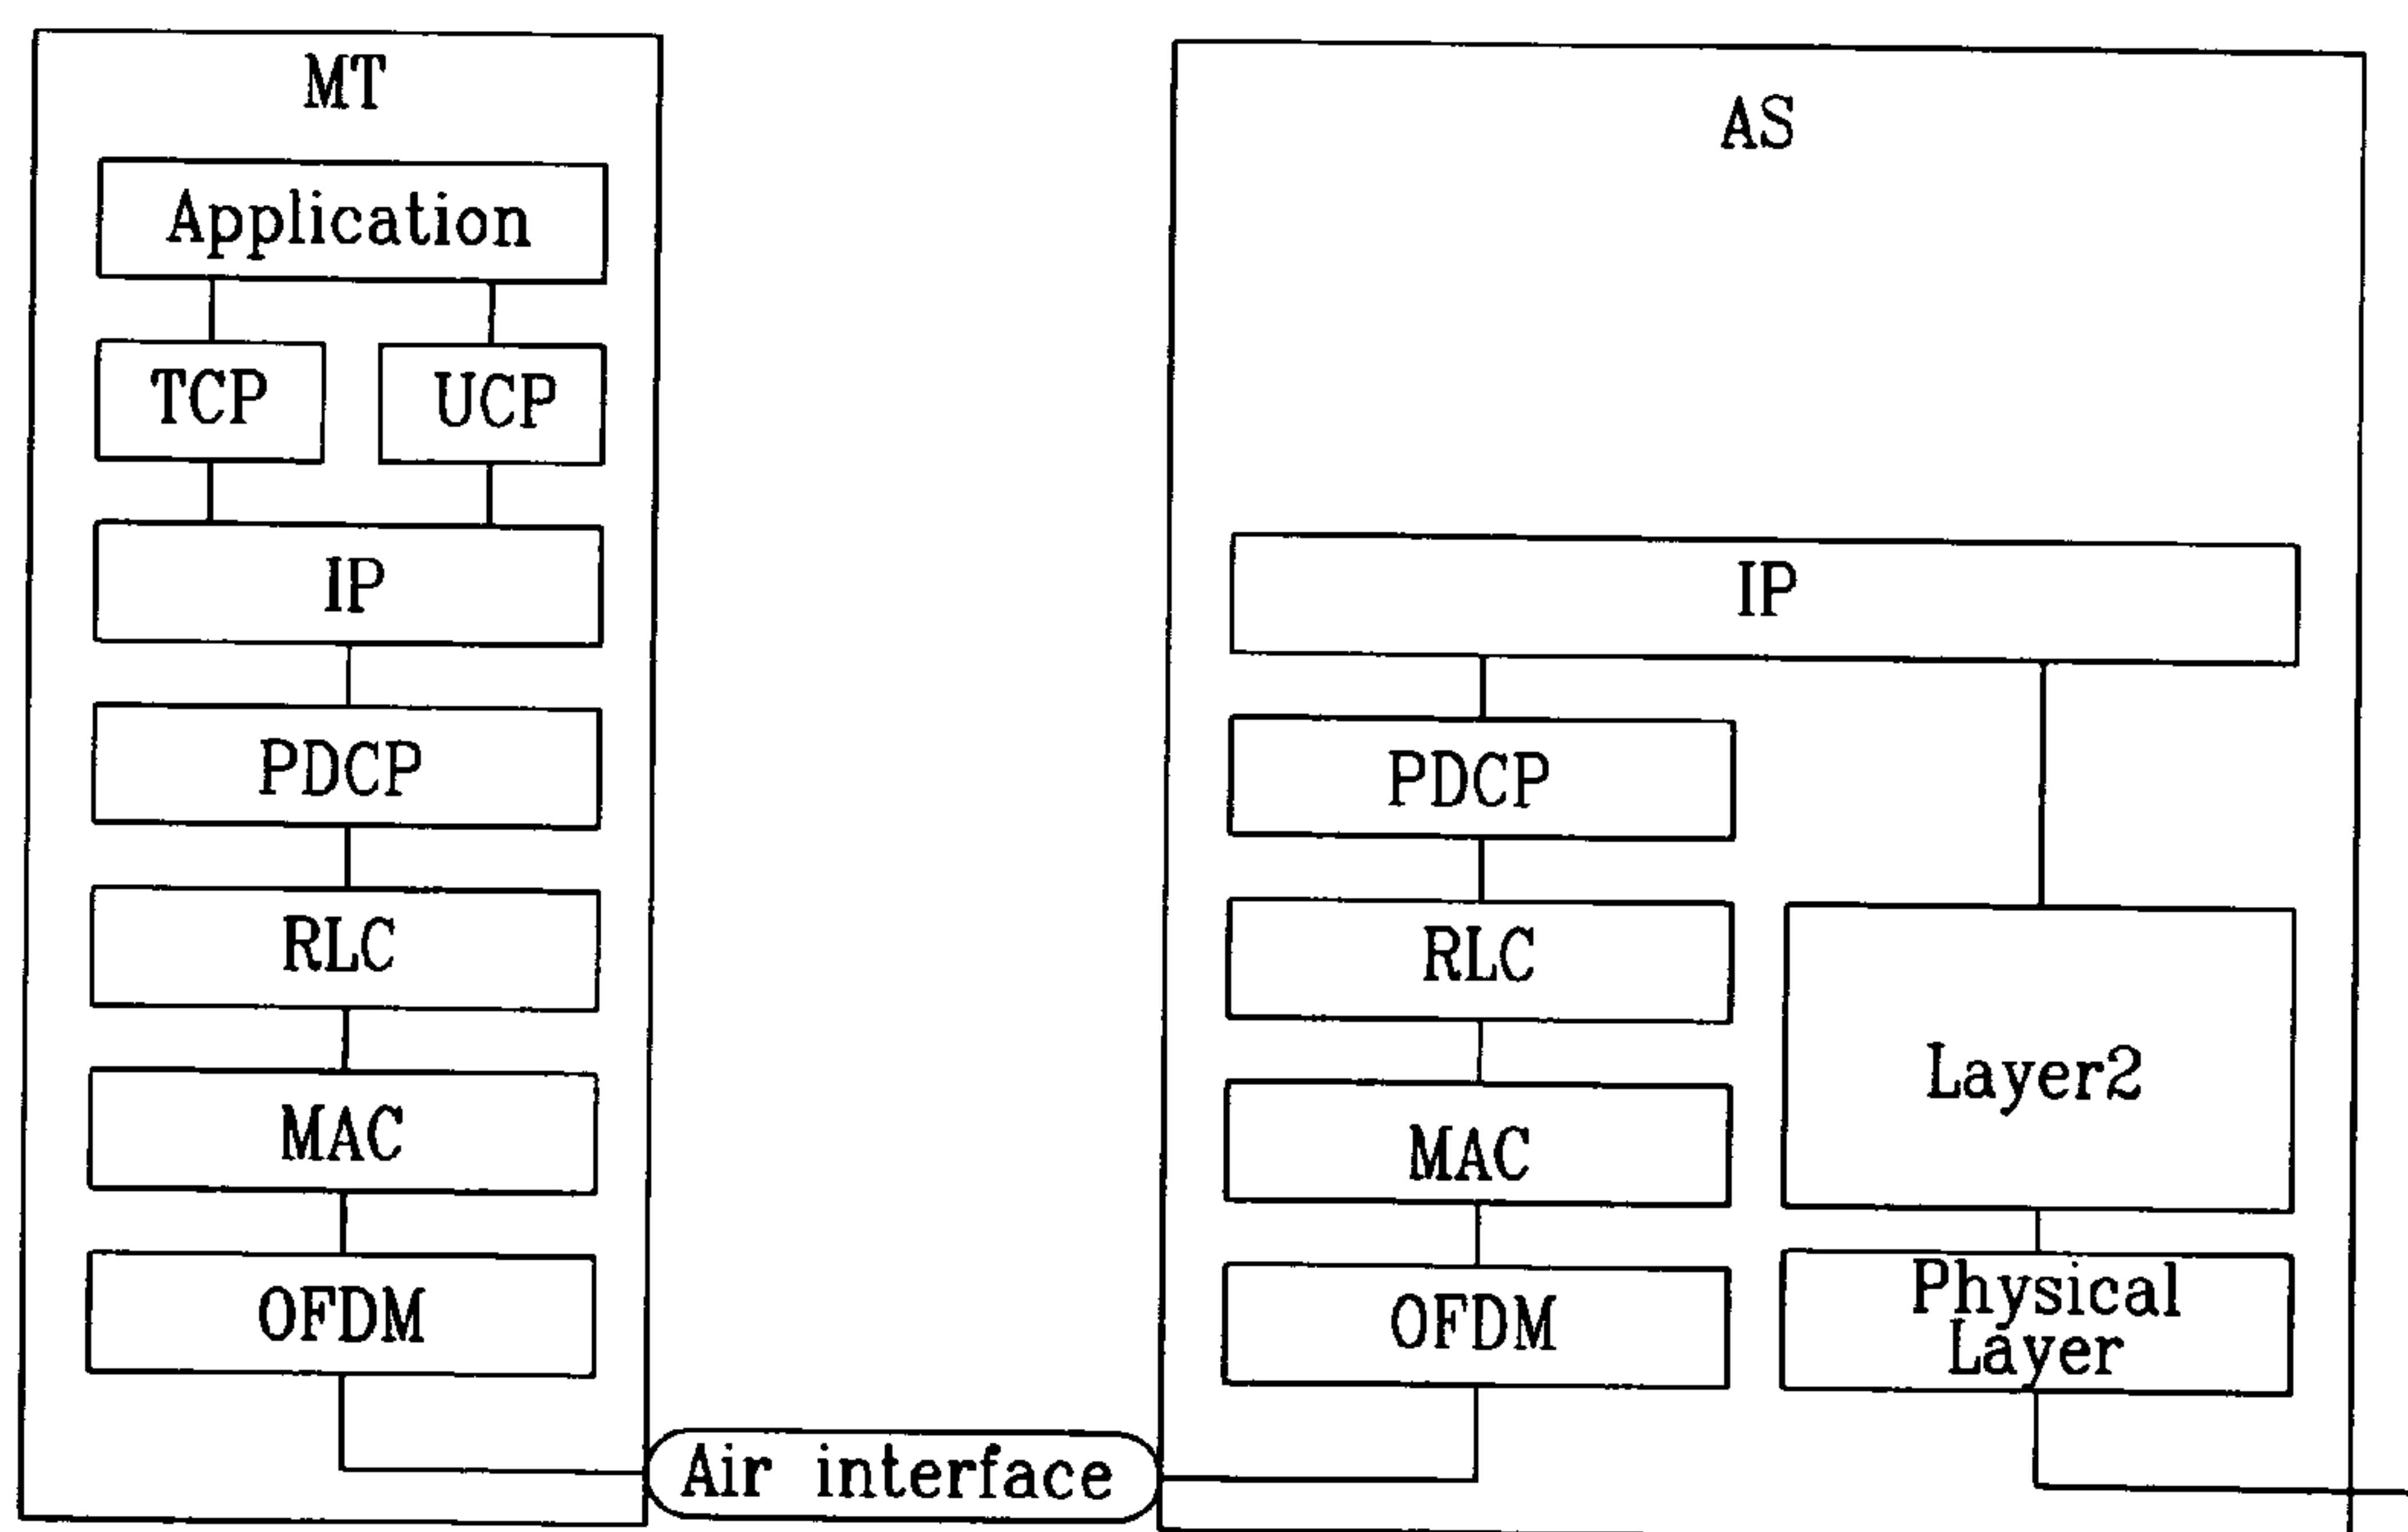 MT
Application
TCP
UCP
IP
PDCP
RLC
MAC
OFDM
Air interface
AS
IP
PDCP
RLC
MAC
OFDM
Layer2
Physical
Layer